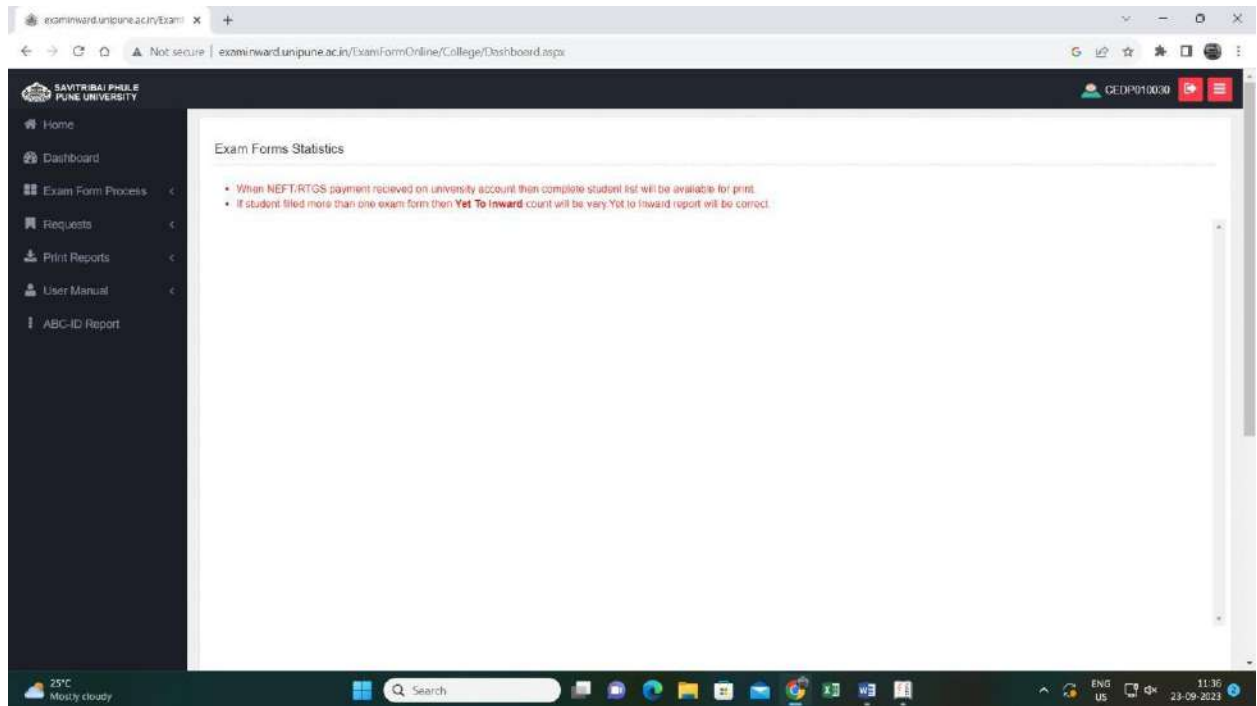 examinward.unipune.ac.in/Exam
Not secure | examinward.unipune.ac.in/ExamFormOnline/College/Dashboard.aspx
SAVITRIBAI PHULE
PUNE UNIVERSITY
CEDP010030
Home
Dashboard
Exam Form Process
Requests
Print Reports
User Manual
ABC-ID Report
Exam Forms Statistics
• When NEFT/RTGS payment recieved on university account then complete student list will be available for print
• If student filled more than one exam form then Yet To Inward count will be vary.Yet to Inward report will be correct.
25°C
Mostly cloudy
Search
ENG
US
11:36
23-09-2023